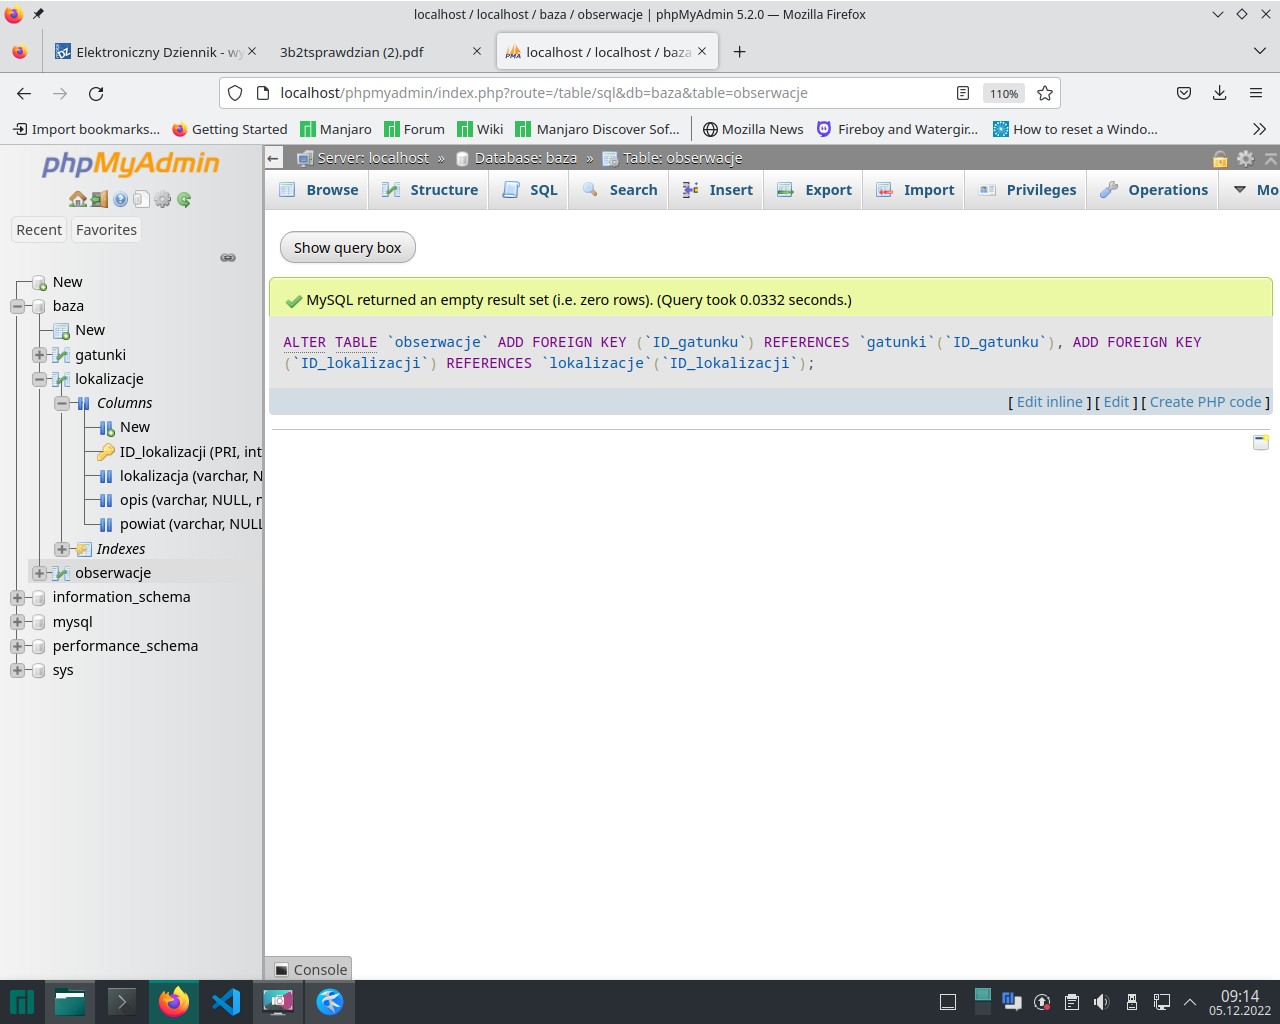 localhost / localhost / baza / obserwacje | phpMyAdmin 5.2.0 — Mozilla Firefox
Elektroniczny Dziennik - wy
3b2tsprawdzian (2).pdf
PMA
localhost / localhost / baza
localhost/phpmyadmin/index.php?route=/table/sql&db=baza&table=obserwacje
110%
Import bookmarks...
Getting Started
Manjaro
Forum
Wiki
Manjaro Discover Sof...
Mozilla News
Fireboy and Watergir...
How to reset a Windo...
phpMyAdmin
Recent
Favorites
New
baza
New
gatunki
lokalizacje
Columns
New
ID_lokalizacji (PRI, int
lokalizacja (varchar, N
opis (varchar, NULL, n
powiat (varchar, NULL
Indexes
obserwacje
information_schema
mysql
performance_schema
sys
Server: localhost » Database: baza » Table: obserwacje
Browse
Structure
SQL
Search
Insert
Export
Import
Privileges
Operations
Mo
Show query box
MySQL returned an empty result set (i.e. zero rows). (Query took 0.0332 seconds.)
ALTER TABLE `obserwacje` ADD FOREIGN KEY (`ID_gatunku`) REFERENCES `gatunki`(`ID_gatunku`), ADD FOREIGN KEY
(`ID_lokalizacji`) REFERENCES `lokalizacje`(`ID_lokalizacji`);
[ Edit inline ] [ Edit ] [ Create PHP code ]
Console
09:14
05.12.2022